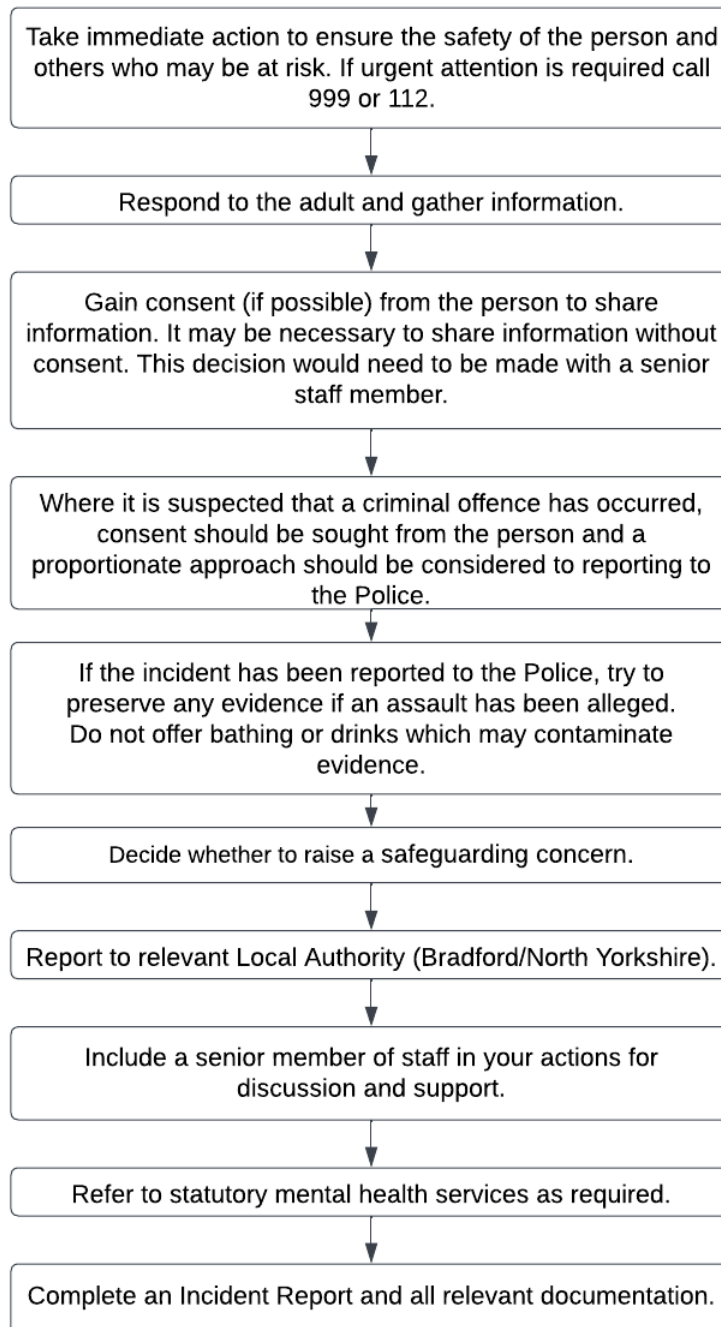 Take immediate action to ensure the safety of the person and
others who may be at risk. If urgent attention is required call
999 or 112.
Respond to the adult and gather information.
Gain consent (if possible) from the person to share
information. It may be necessary to share information without
consent. This decision would need to be made with a senior
staff member.
Where it is suspected that a criminal offence has occurred,
consent should be sought from the person and a
proportionate approach should be considered to reporting to
the Police.
If the incident has been reported to the Police, try to
preserve any evidence if an assault has been alleged.
Do not offer bathing or drinks which may contaminate
evidence.
Decide whether to raise a safeguarding concern.
Report to relevant Local Authority (Bradford/North Yorkshire).
Include a senior member of staff in your actions for
discussion and support.
Refer to statutory mental health services as required.
Complete an Incident Report and all relevant documentation.